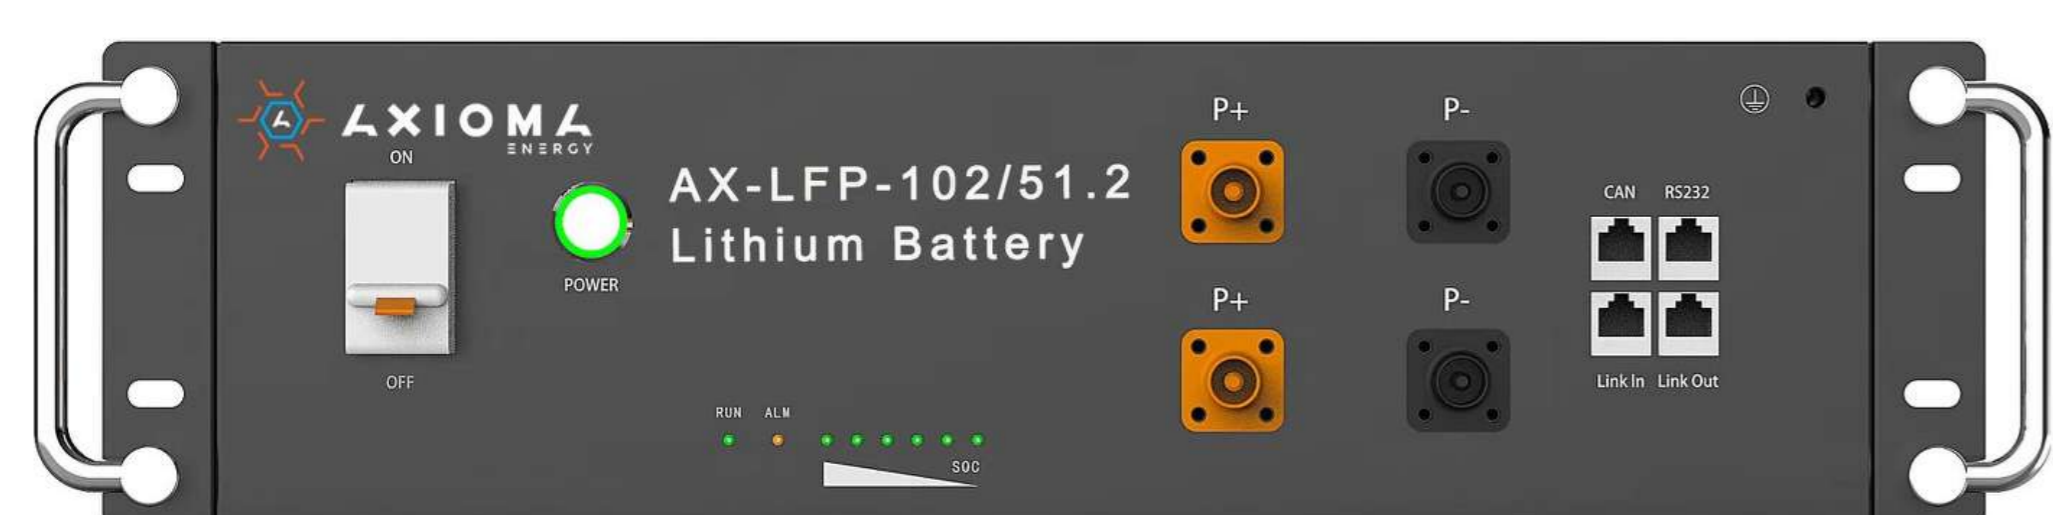 AXIOMA
ENERGY
ON
OFF
POWER
AX-LFP-102/51.2
Lithium Battery
RUN ALM
SOC
P+ P-
P+ P-
CAN RS232
Link In Link Out